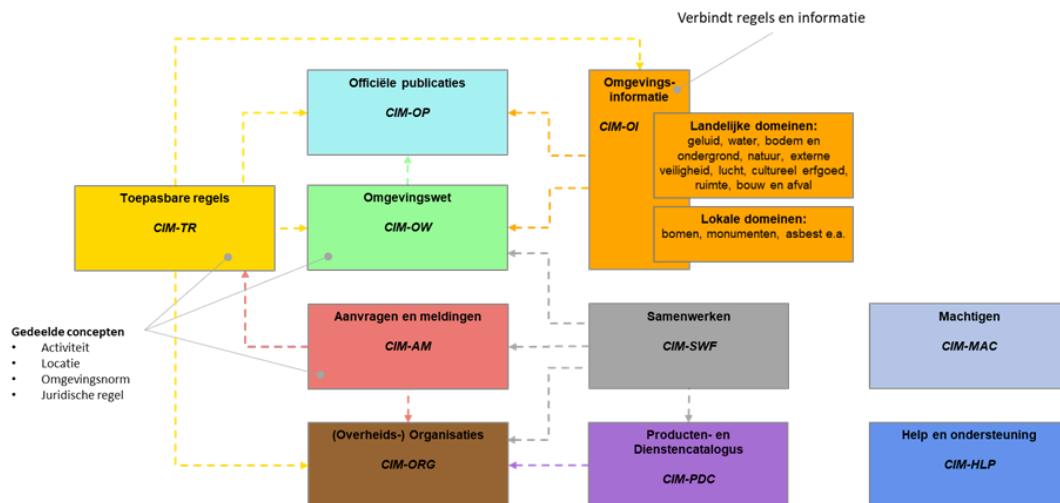 Verbindt regels en informatie
Officiële publicaties
CIM-OP
Omgevings-
informatie
CIM-OI
Landelijke domeinen:
geluid, water, bodem en
ondergrond, natuur, externe
veiligheid, lucht, cultureel erfgoed,
ruimte, bouw en afval
Lokale domeinen:
bomen, monumenten, asbest e.a.
Toepasbare regels
CIM-TR
Omgevingswet
CIM-OW
Gedeelde concepten
• Activiteit
• Locatie
• Omgevingsnorm
• Juridische regel
Aanvragen en meldingen
CIM-AM
Samenwerken
CIM-SWF
Machtigen
CIM-MAC
(Overheids-) Organisaties
CIM-ORG
Producten- en
Dienstencatalogus
CIM-PDC
Help en ondersteuning
CIM-HLP